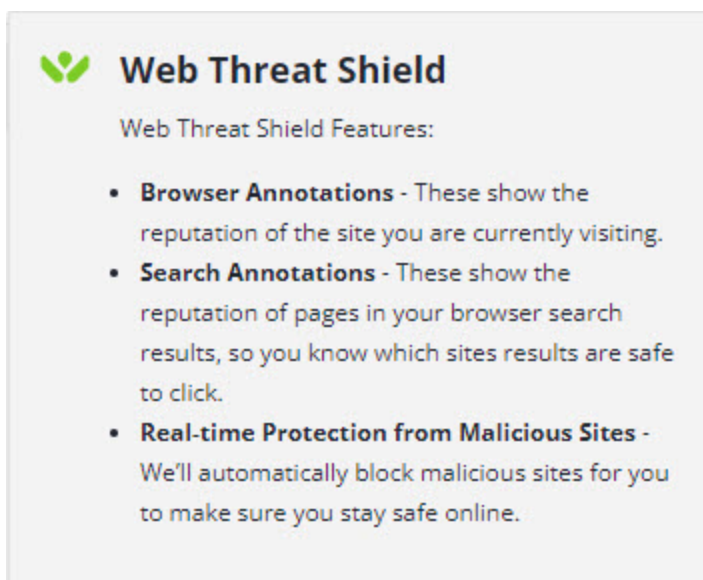 Web Threat Shield
Web Threat Shield Features:
• Browser Annotations - These show the
reputation of the site you are currently visiting.
• Search Annotations - These show the
reputation of pages in your browser search
results, so you know which sites results are safe
to click.
• Real-time Protection from Malicious Sites -
We'll automatically block malicious sites for you
to make sure you stay safe online.